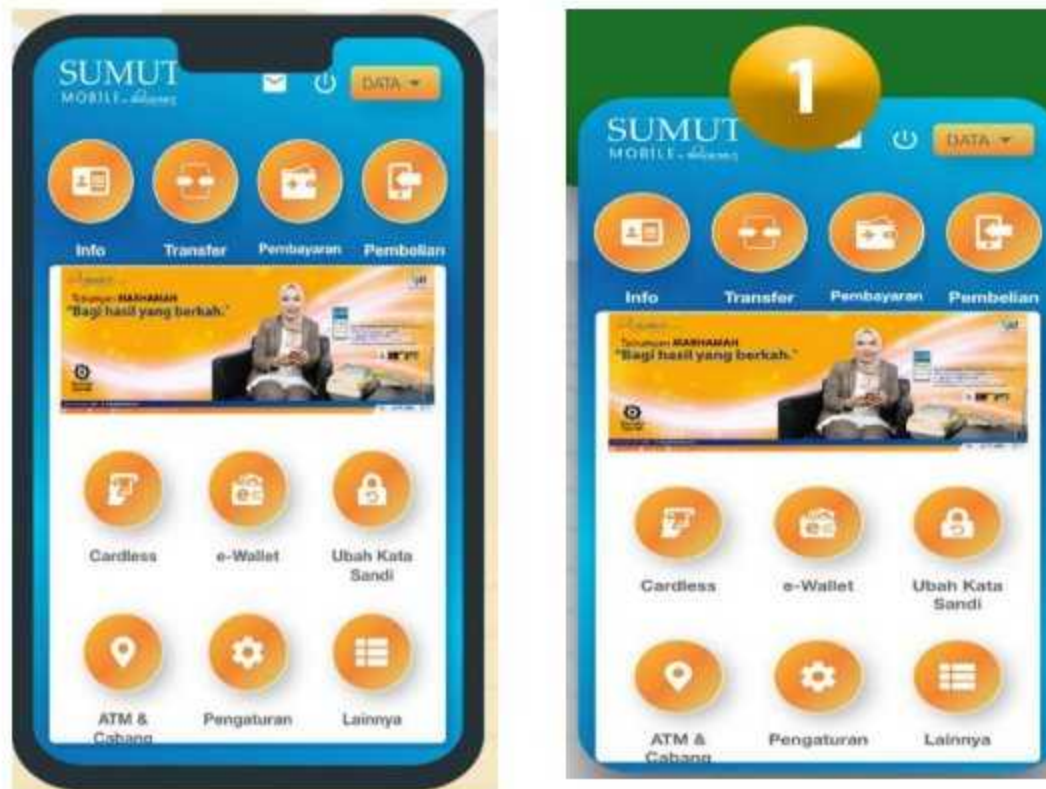 SUMUT
MOBILE
DATA
Info
Transfer
Pembayaran
Pembelian
Tabungan MARHAMAH
"Bagi hasil yang berkah."
Cardless
e-Wallet
Ubah Kata
Sandi
ATM &
Cabang
Pengaturan
Lainnya
1
SUMUT
MOBILE
DATA
Info
Transfer
Pembayaran
Pembelian
Tabungan MARHAMAH
"Bagi hasil yang berkah."
Cardless
e-Wallet
Ubah Kata
Sandi
ATM &
Cabang
Pengaturan
Lainnya